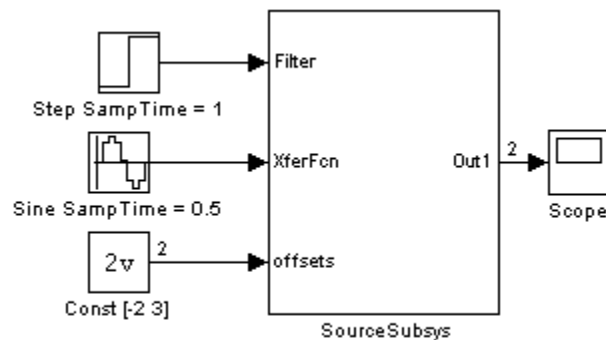 Filter
Step SampTime = 1
XferFcn
Out1
2
Sine SampTime = 0.5
Scope
2v
2
offsets
Const [-2 3]
SourceSubsys